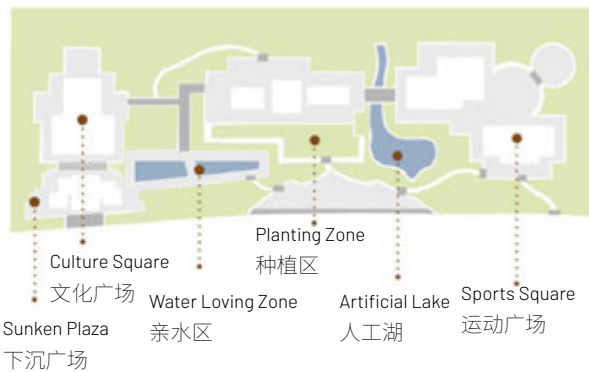 Culture Square
文化广场
Sunken Plaza
下沉广场
Water Loving Zone
亲水区
Planting Zone
种植区
Artificial Lake
人工湖
Sports Square
运动广场